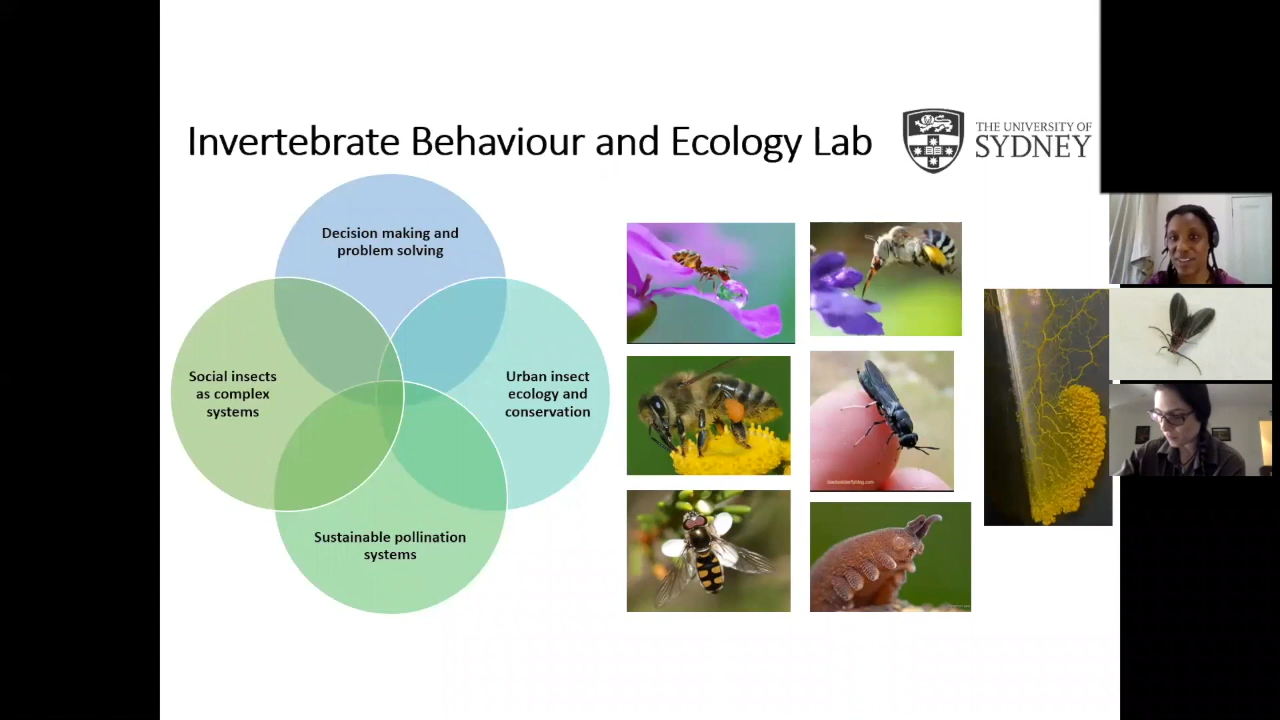 Invertebrate Behaviour and Ecology Lab
THE UNIVERSITY OF
SYDNEY
Decision making and
problem solving
Social insects
as complex
systems
Urban insect
ecology and
conservation
Sustainable pollination
systems